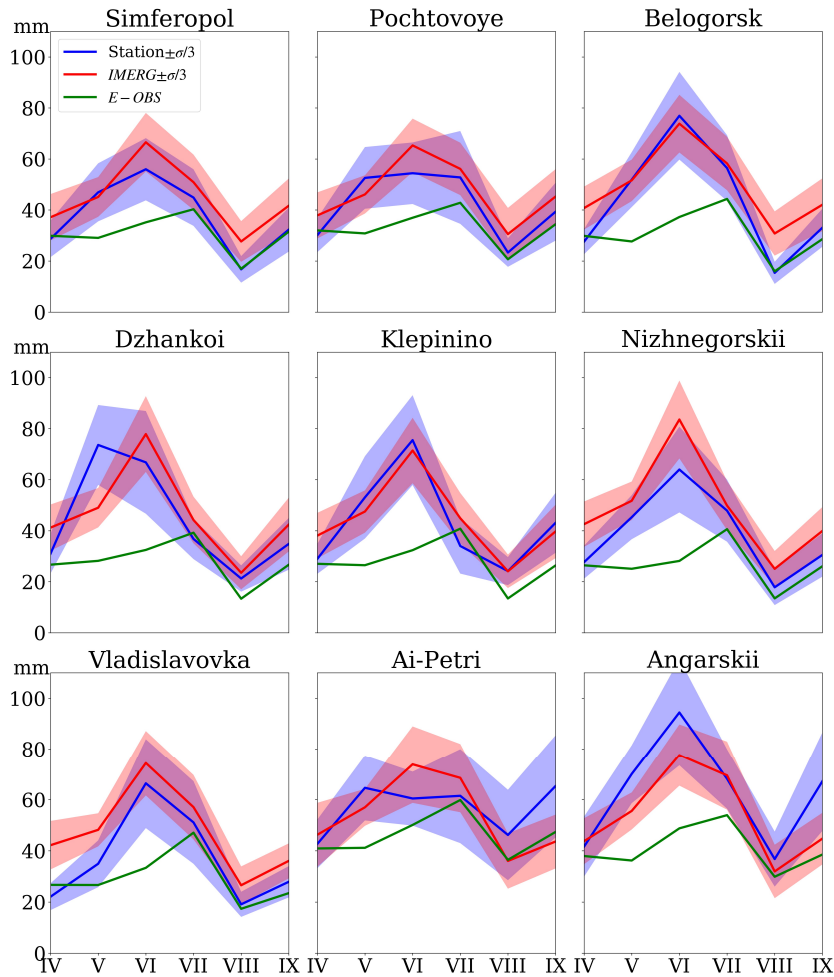 Simferopol Pochtovoye Belogorsk
mm
Station±σ/3
IMERG±σ/3
E−OBS
100
80
60
40
20
0
Dzhankoi Klepinino Nizhnegorskii
mm
100
80
60
40
20
0
Vladislavovka Ai-Petri Angarskii
mm
100
80
60
40
20
0
IV V VI VII VIII IX IV V VI VII VIII IX IV V VI VII VIII IX